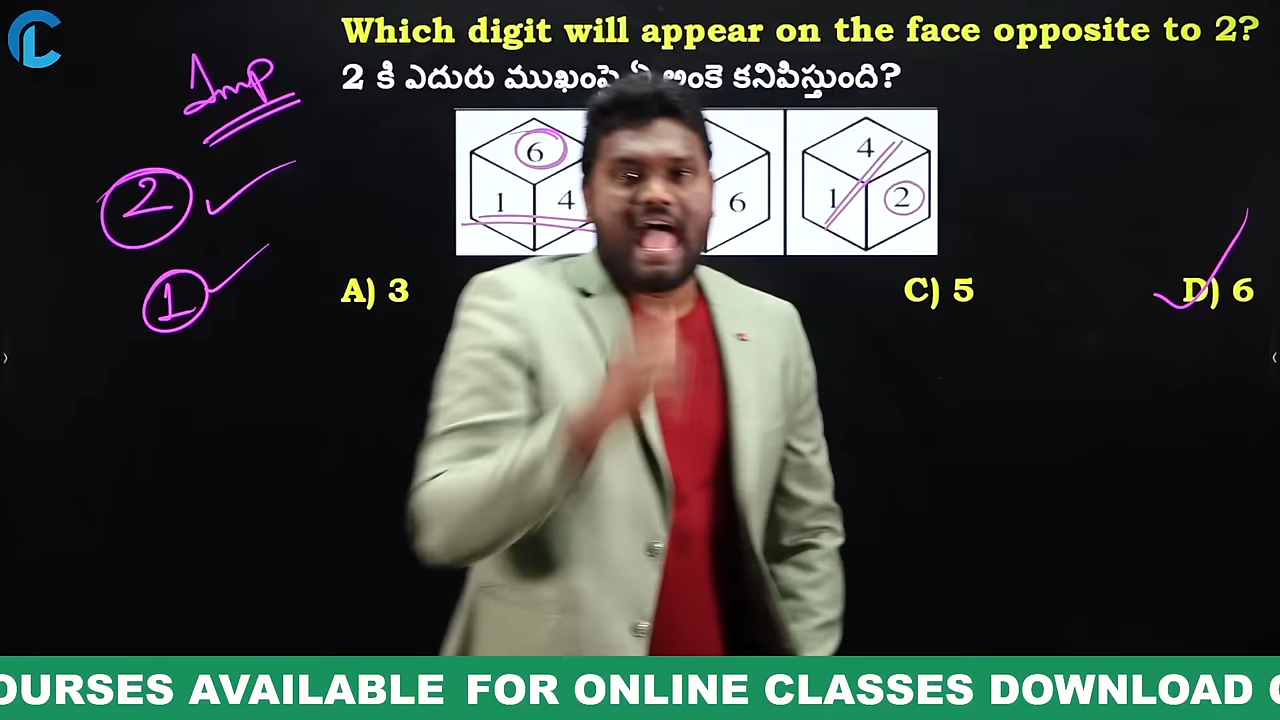 Which digit will appear on the face opposite to 2?
2 కి ఎదురు ముఖంపై ఏ అంకె కనిపిస్తుంది?
Imp
2
1
6
1 4
6
4
1 2
A) 3
C) 5
D) 6
OURSES AVAILABLE FOR ONLINE CLASSES DOWNLOAD